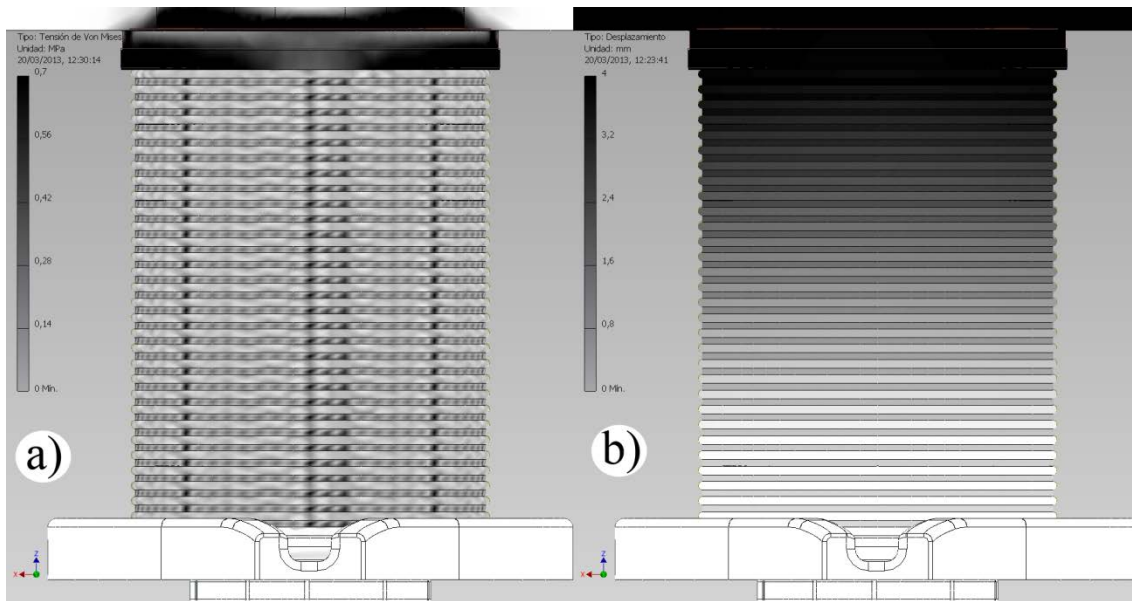 Tipo: Tensión de Von Mises
Unidad: MPa
20/03/2013, 12:30:14
0,7
0,56
0,42
0,28
0,14
0 Min.
a)
X
Z
Tipo: Desplazamiento
Unidad: mm
20/03/2013, 12:23:41
4
3,2
2,4
1,6
0,8
0 Min.
b)
X
Z